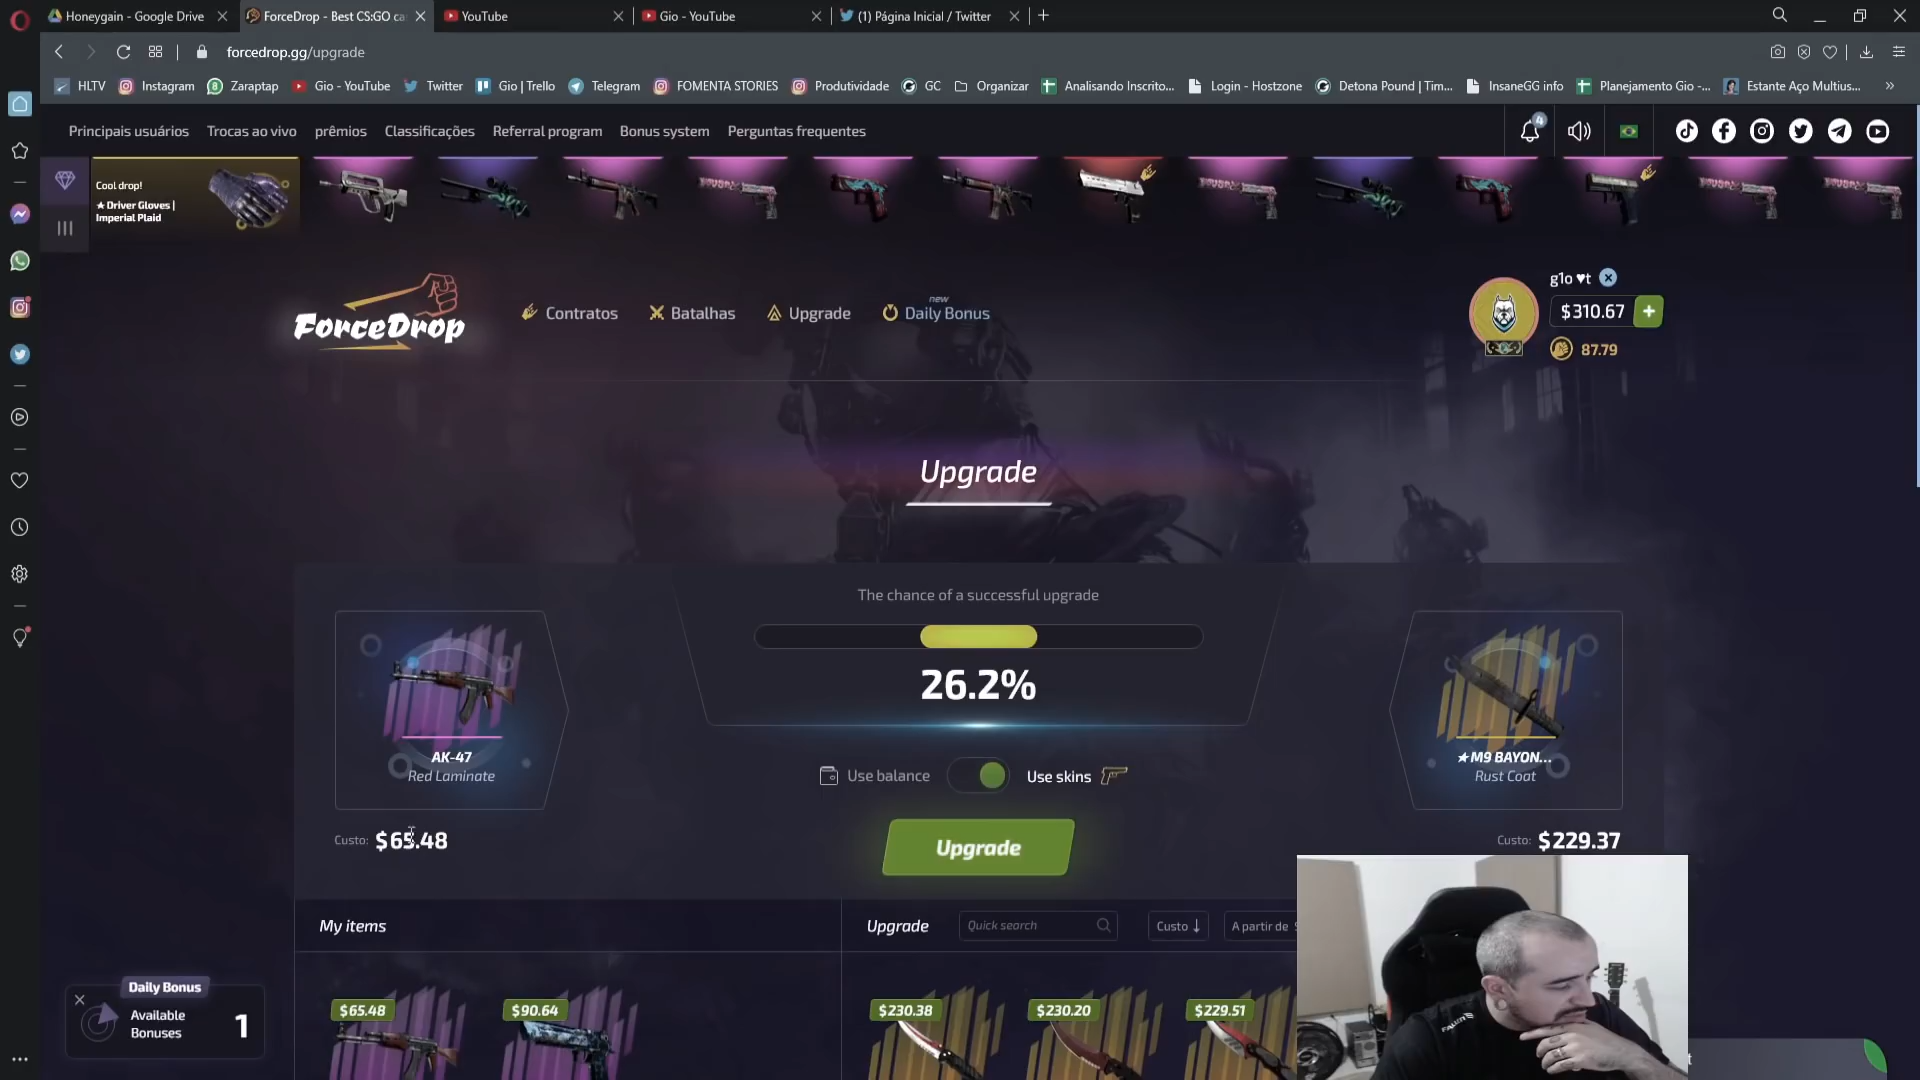 Honeygain - Google Drive
ForceDrop - Best CS:GO ca
YouTube
Gio - YouTube
(1) Página Inicial / Twitter
forcedrop.gg/upgrade
HLTV
Instagram
Zaraptap
Gio - YouTube
Twitter
Gio | Trello
Telegram
FOMENTA STORIES
Produtividade
GC
Organizar
Analisando Inscrito...
Login - Hostzone
Detona Pound | Tim...
InsaneGG info
Planejamento Gio -...
Estante Aço Multius...
Principais usuários
Trocas ao vivo
prêmios
Classificações
Referral program
Bonus system
Perguntas frequentes
4
Cool drop!
★ Driver Gloves |
Imperial Plaid
ForceDrop
Contratos
Batalhas
Upgrade
new
Daily Bonus
g1o ♥t
$310.67
87.79
Upgrade
The chance of a successful upgrade
26.2%
AK-47
Red Laminate
★M9 BAYON...
Rust Coat
Use balance
Use skins
Custo: $65.48
Upgrade
Custo: $229.37
My items
Upgrade
Quick search
Custo
A partir de
$65.48
$90.64
$230.38
$230.20
$229.51
Daily Bonus
Available
Bonuses
1